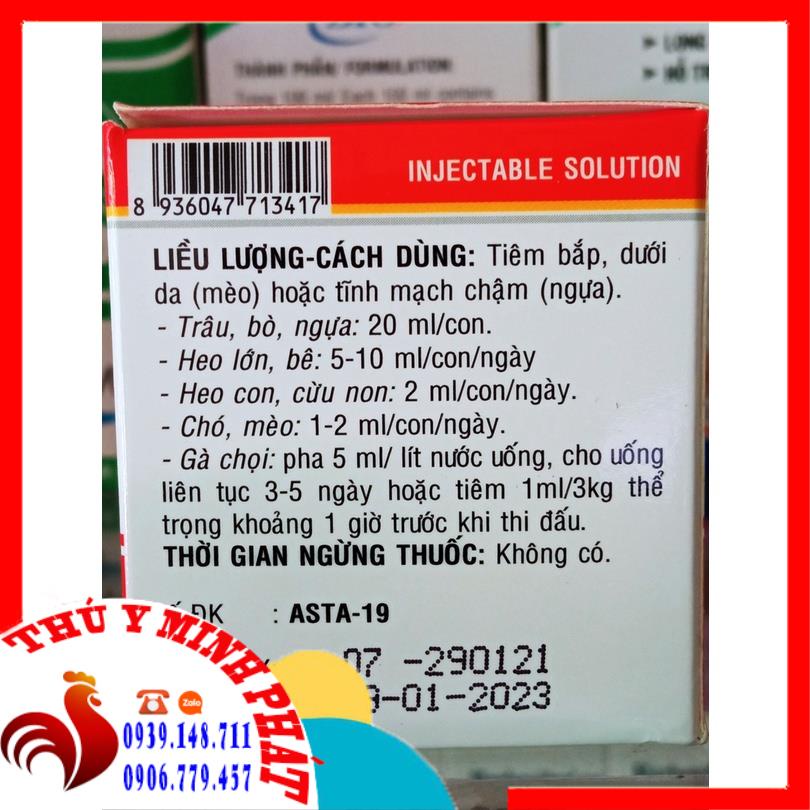 THÀNH PHẦN/ FORMULATION:
INJECTABLE SOLUTION
8 936047 713417
LIỀU LƯỢNG-CÁCH DÙNG: Tiêm bắp, dưới
da (mèo) hoặc tĩnh mạch chậm (ngựa).
- Trâu, bò, ngựa: 20 ml/con.
- Heo lớn, bê: 5-10 ml/con/ngày
- Heo con, cừu non: 2 ml/con/ngày.
- Chó, mèo: 1-2 ml/con/ngày.
- Gà chọi: pha 5 ml/ lít nước uống, cho uống
liên tục 3-5 ngày hoặc tiêm 1ml/3kg thể
trọng khoảng 1 giờ trước khi thi đấu.
THỜI GIAN NGỪNG THUỐC: Không có.
ĐK : ASTA-19
07 -290121
-01-2023
THÚ Y MINH PHÁT
Zalo
0939.148.711
0906.779.457